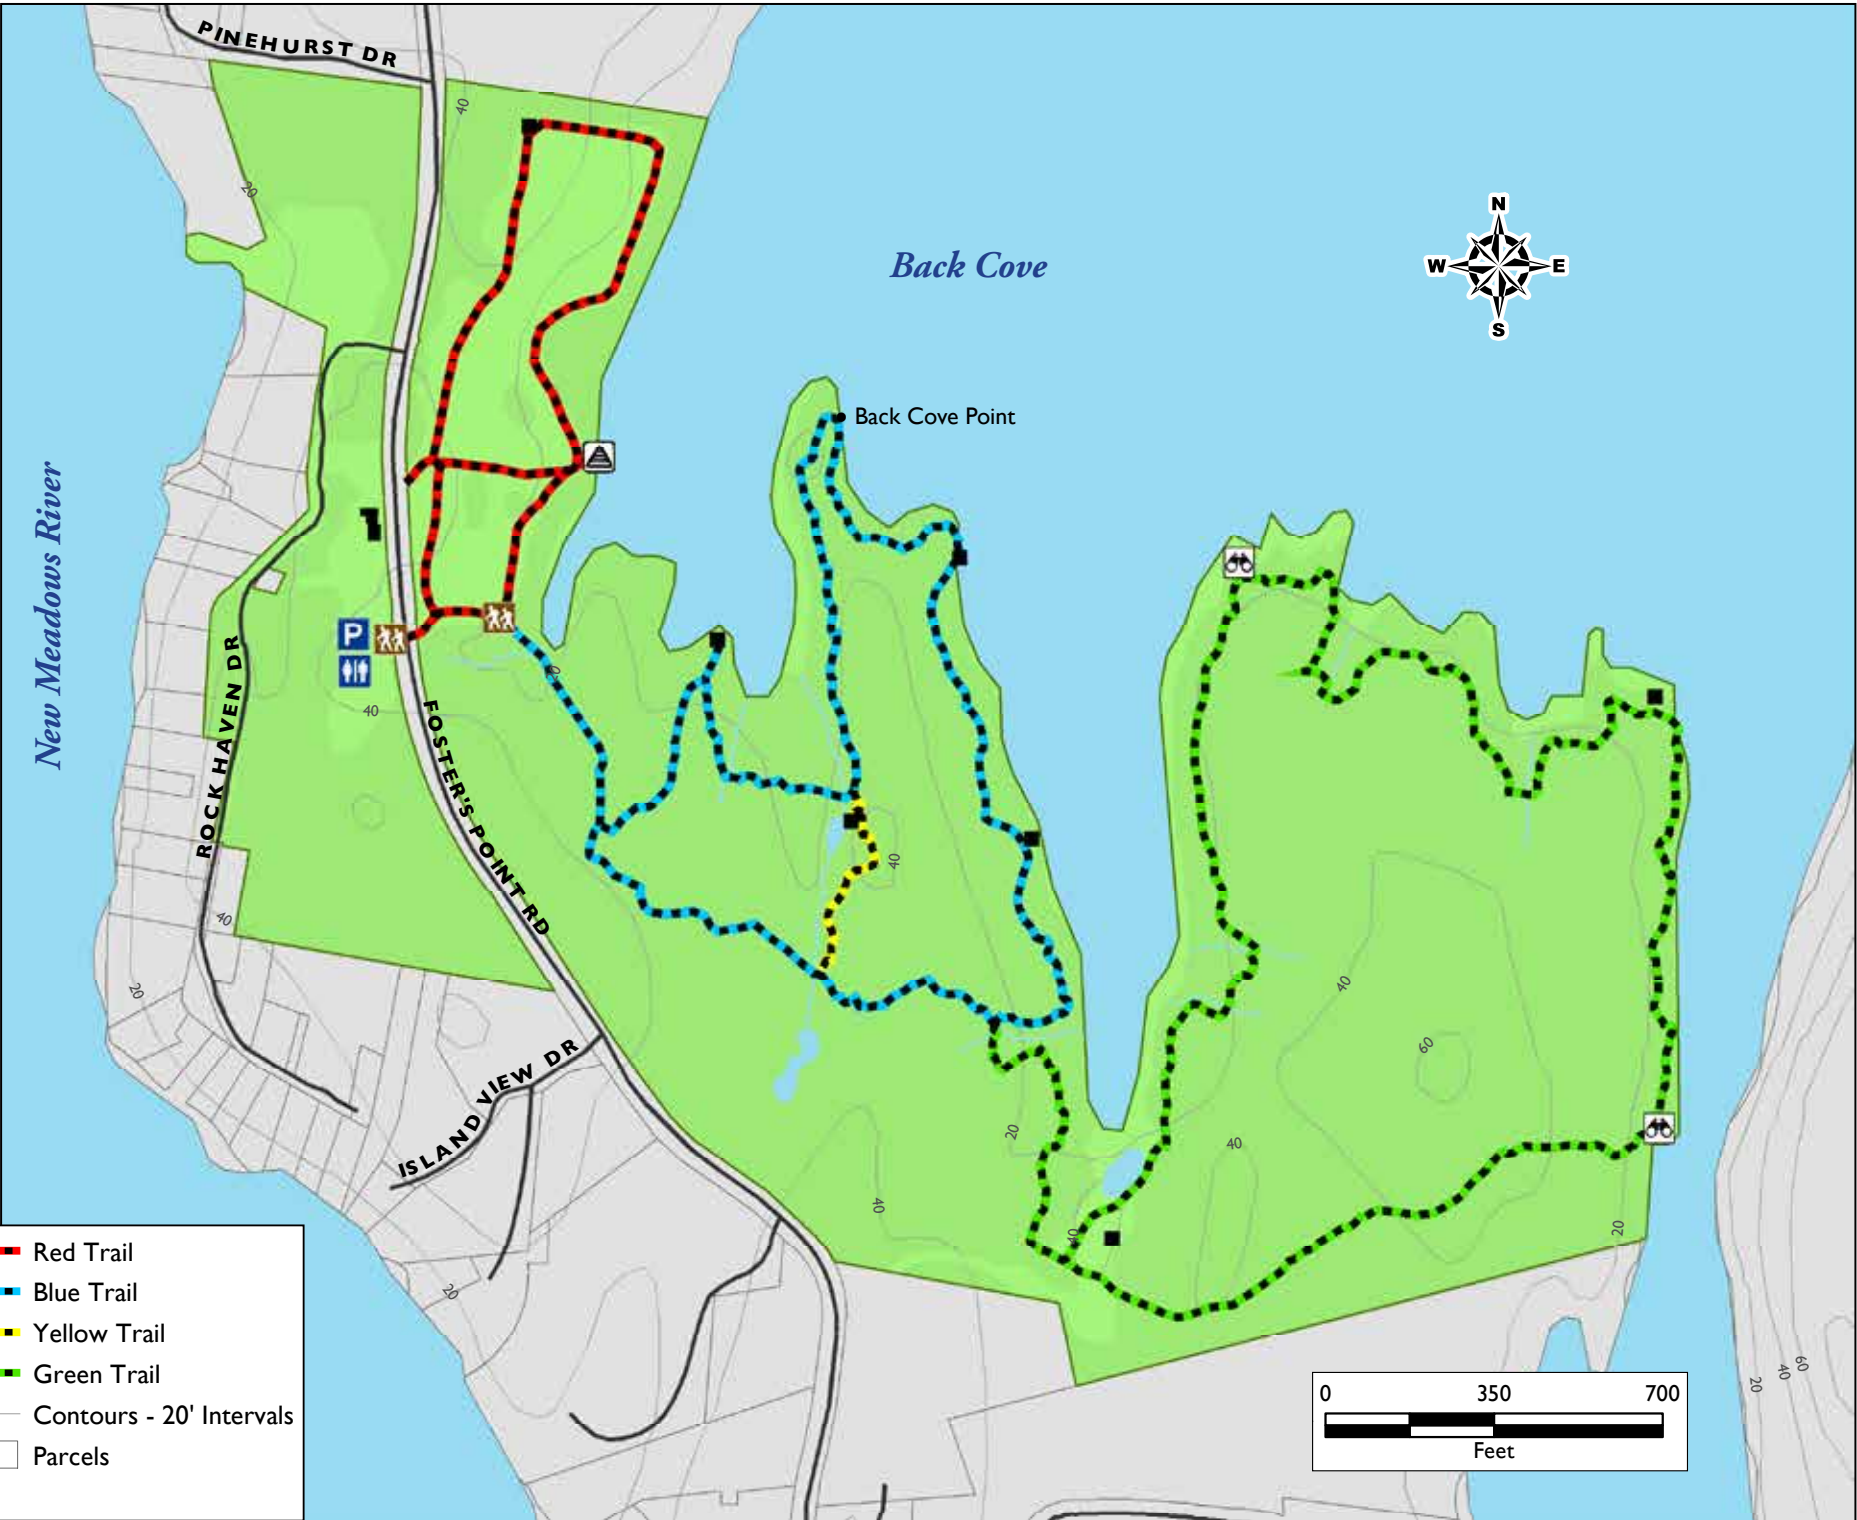 PINEHURST DR
40
20
N
W
E
S
Back Cove
Back Cove Point
New Meadows River
P
40
ROCK HAVEN DR
FOSTER'S POINT RD
40
40
20
40
60
ISLAND VIEW DR
20
40
40
40
20
20
Red Trail
Blue Trail
Yellow Trail
Green Trail
Contours - 20' Intervals
Parcels
0 350 700
Feet
20
40
60